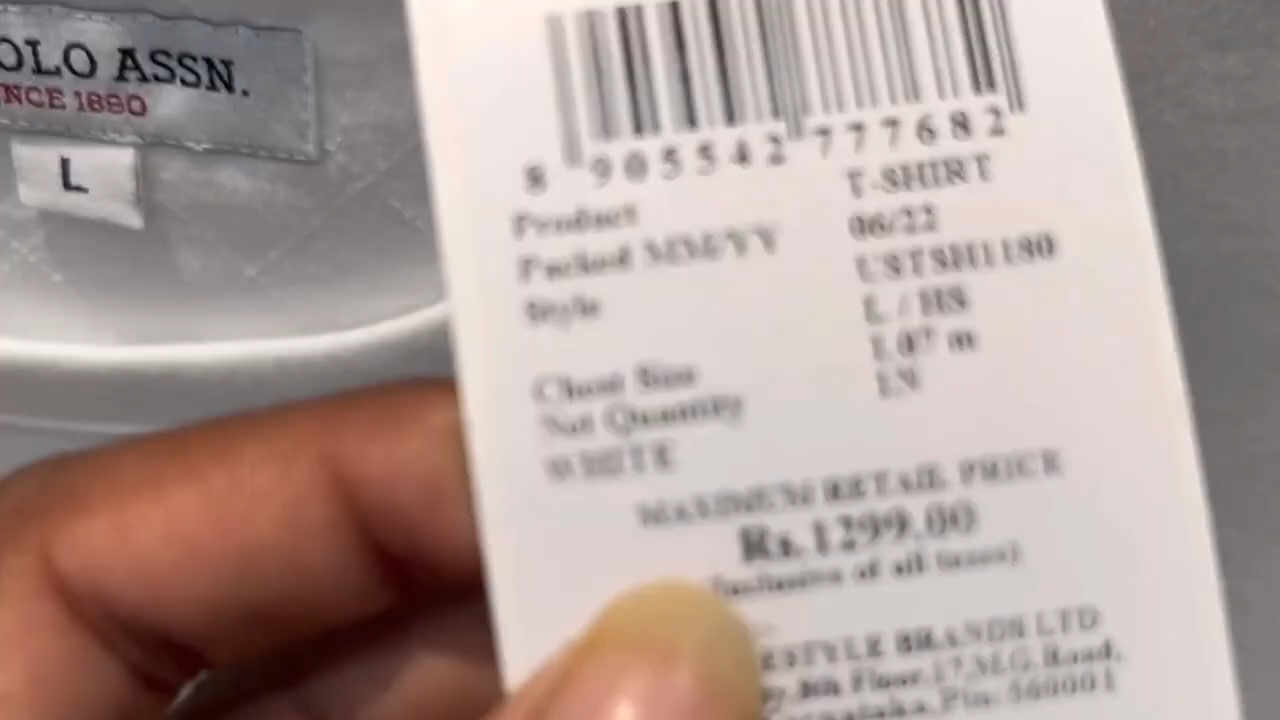 OLO ASSN.
NCE 1890
L
8 905542 777682
Product T-SHIRT
Packed MM/YY 06/22
Style USTSH1180
L / HS
Chest Size 1.07 m
Net Quantity 1N
WHITE
MAXIMUM RETAIL PRICE
Rs.1299.00
(Inclusive of all taxes)
ESTYLE BRANDS LTD
8th Floor,17,M.G.Road,
Pin-560001